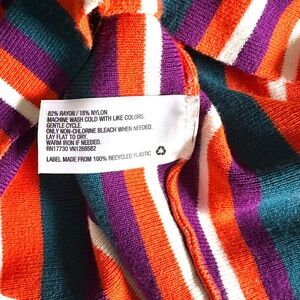 82% RAYON / 18% NYLON
MACHINE WASH COLD WITH LIKE COLORS.
GENTLE CYCLE.
ONLY NON-CHLORINE BLEACH WHEN NEEDED.
LAY FLAT TO DRY.
WARM IRON IF NEEDED.
RN17730 VN1268582
LABEL MADE FROM 100% RECYCLED PLASTIC